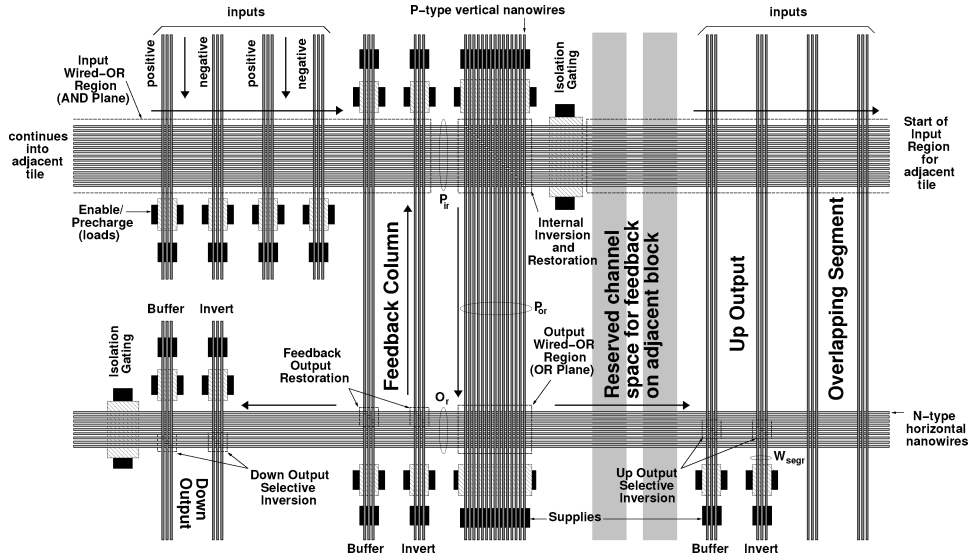 inputs
P-type vertical nanowires
inputs
positive
negative
positive
negative
Input
Wired-OR
Region
(AND Plane)
Isolation
Gating
continues
into
adjacent
tile
Start of
Input
Region
for
adjacent
tile
Pir
Enable/
Precharge
(loads)
Internal
Inversion
and
Restoration
Feedback Column
Reserved channel
space for feedback
on adjacent block
Up Output
Overlapping Segment
Buffer
Invert
Por
Isolation
Gating
Feedback
Output
Restoration
Output
Wired-OR
Region
(OR Plane)
Or
N-type
horizontal
nanowires
Down
Output
Down Output
Selective
Inversion
Up Output
Selective
Inversion
Wsegr
Supplies
Buffer
Invert
Buffer
Invert